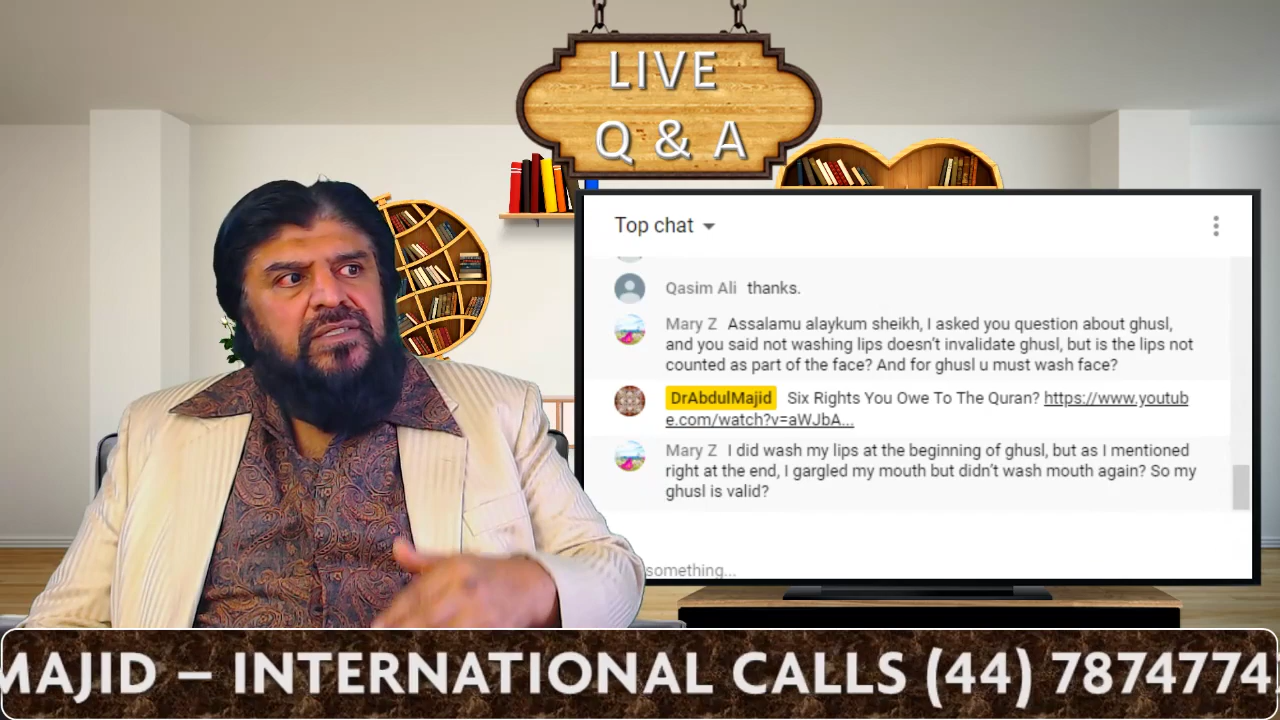 LIVE
Q & A
Top chat
Qasim Ali thanks.
Mary Z Assalamu alaykum sheikh, I asked you question about ghusl,
and you said not washing lips doesn't invalidate ghusl, but is the lips not
counted as part of the face? And for ghusl u must wash face?
DrAbdulMajid Six Rights You Owe To The Quran? https://www.youtub
e.com/watch?v=aWJbA...
Mary Z I did wash my lips at the beginning of ghusl, but as I mentioned
right at the end, I gargled my mouth but didn't wash mouth again? So my
ghusl is valid?
something...
MAJID – INTERNATIONAL CALLS (44) 7874774